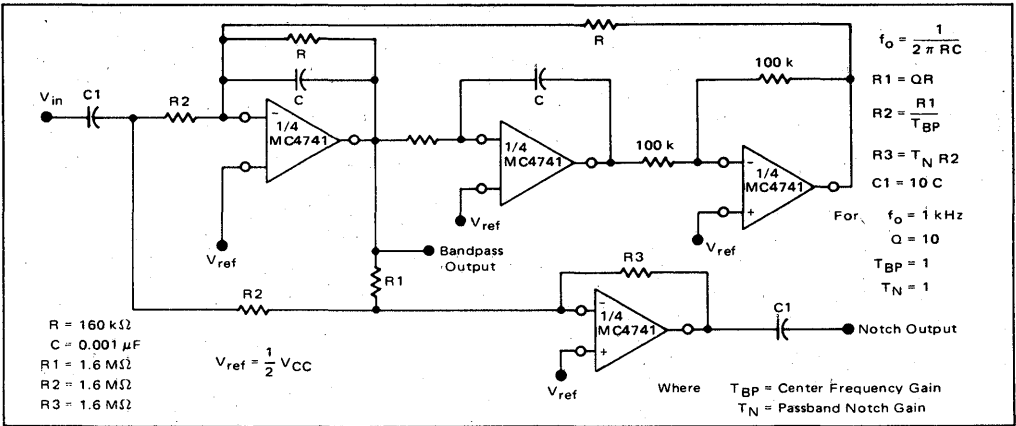 R
R
C
100 k
C
C1
V_in
R2
−
1/4
MC4741
V_ref
−
1/4
MC4741
V_ref
100 k
−
1/4
MC4741
+
V_ref
f_o = 1 / 2 π RC
R1 = QR
R2 = R1 / T_BP
R3 = T_N R2
C1 = 10 C
For f_o = 1 kHz
Q = 10
T_BP = 1
T_N = 1
Bandpass
Output
R1
R2
R3
−
1/4
MC4741
+
V_ref
C1
Notch Output
R = 160 kΩ
C = 0.001 μF
R1 = 1.6 MΩ
R2 = 1.6 MΩ
R3 = 1.6 MΩ
V_ref = 1/2 V_CC
Where T_BP = Center Frequency Gain
T_N = Passband Notch Gain